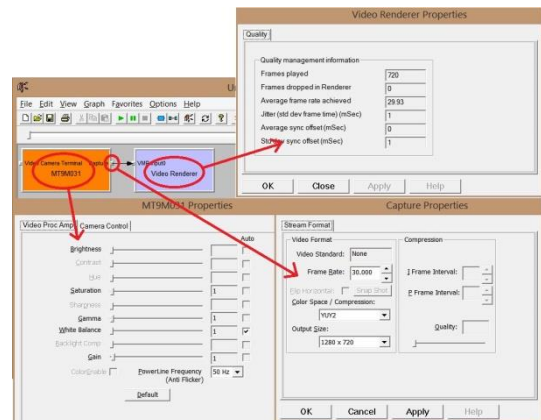 Video Renderer Properties
Quality
Quality management information
Frames played 720
Frames dropped in Renderer 0
Average frame rate achieved 29.93
Jitter (std dev frame time) (mSec) 1
Average sync offset (mSec) 0
Std dev sync offset (mSec) 1
OK Close Apply Help
File Edit View Graph Favorites Options Help
Video Camera Terminal Capture
MT9M031
VMR Input0
Video Renderer
MT9M031 Properties
Video Proc Amp Camera Control
Auto
Brightness
Contrast
Hue
Saturation 1
Sharpness
Gamma 1
White Balance 1
Backlight Comp
Gain 1
ColorEnable PowerLine Frequency 50 Hz
(Anti Flicker)
Default
Capture Properties
Stream Format
Video Format
Video Standard: None
Frame Rate: 30.000
Flip Horizontal: Snap Shot
Color Space / Compression:
YUY2
Output Size:
1280 x 720
Compression
I Frame Interval:
P Frame Interval:
Quality:
OK Cancel Apply Help